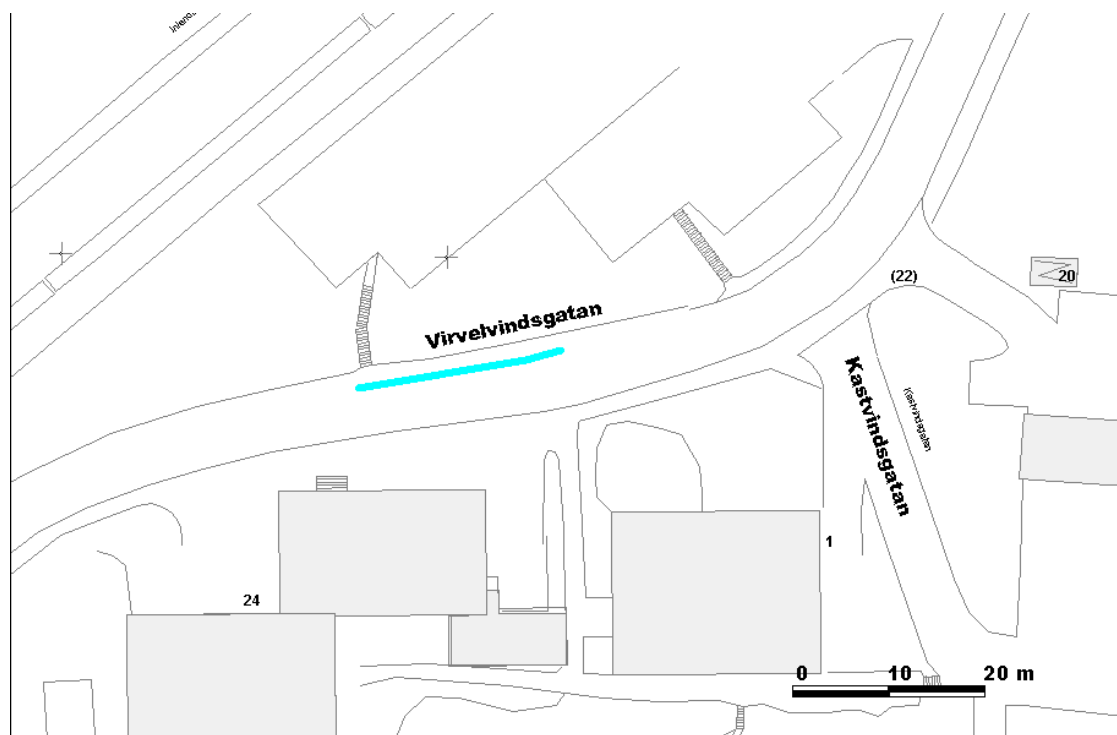 20
(22)
Virvelvindsgatan
Kastvindsgatan
Kastvindsgatan
1
24
0 10 20 m